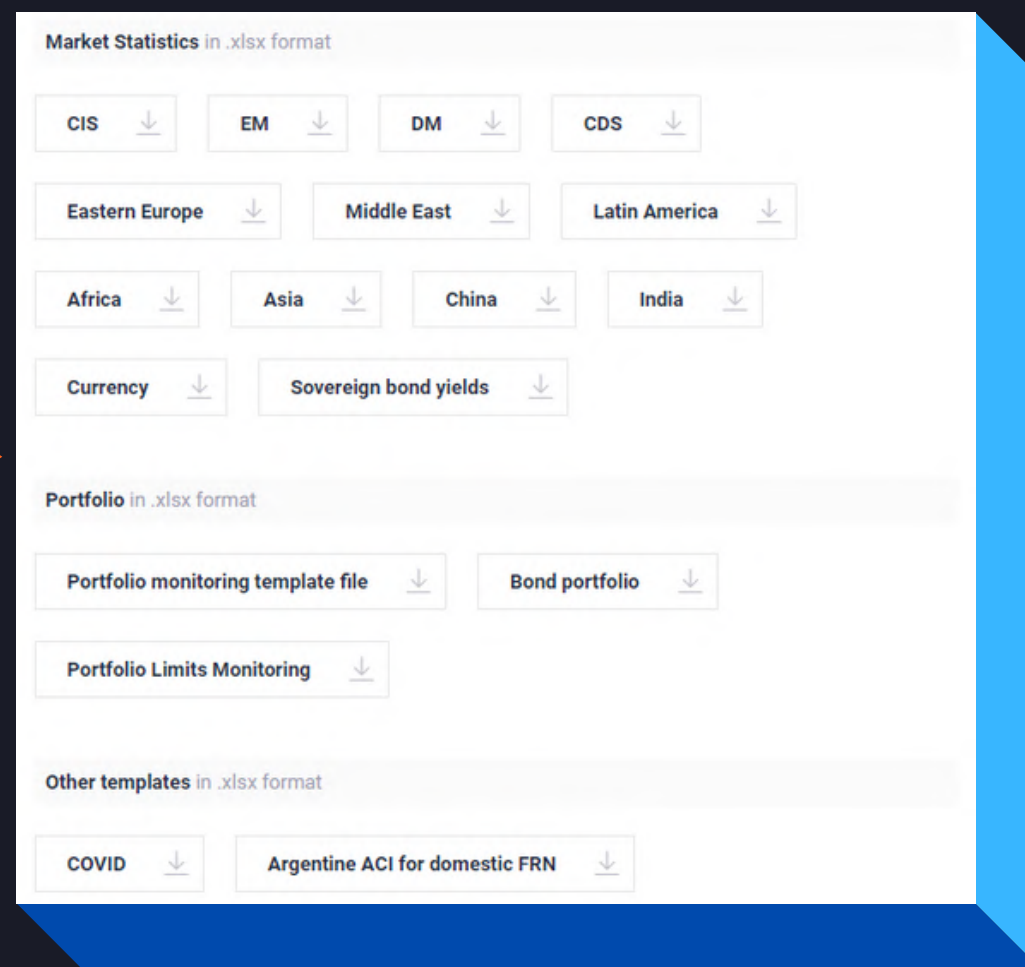 Market Statistics in .xlsx format
CIS EM DM CDS
Eastern Europe Middle East Latin America
Africa Asia China India
Currency Sovereign bond yields
Portfolio in .xlsx format
Portfolio monitoring template file Bond portfolio
Portfolio Limits Monitoring
Other templates in .xlsx format
COVID Argentine ACI for domestic FRN